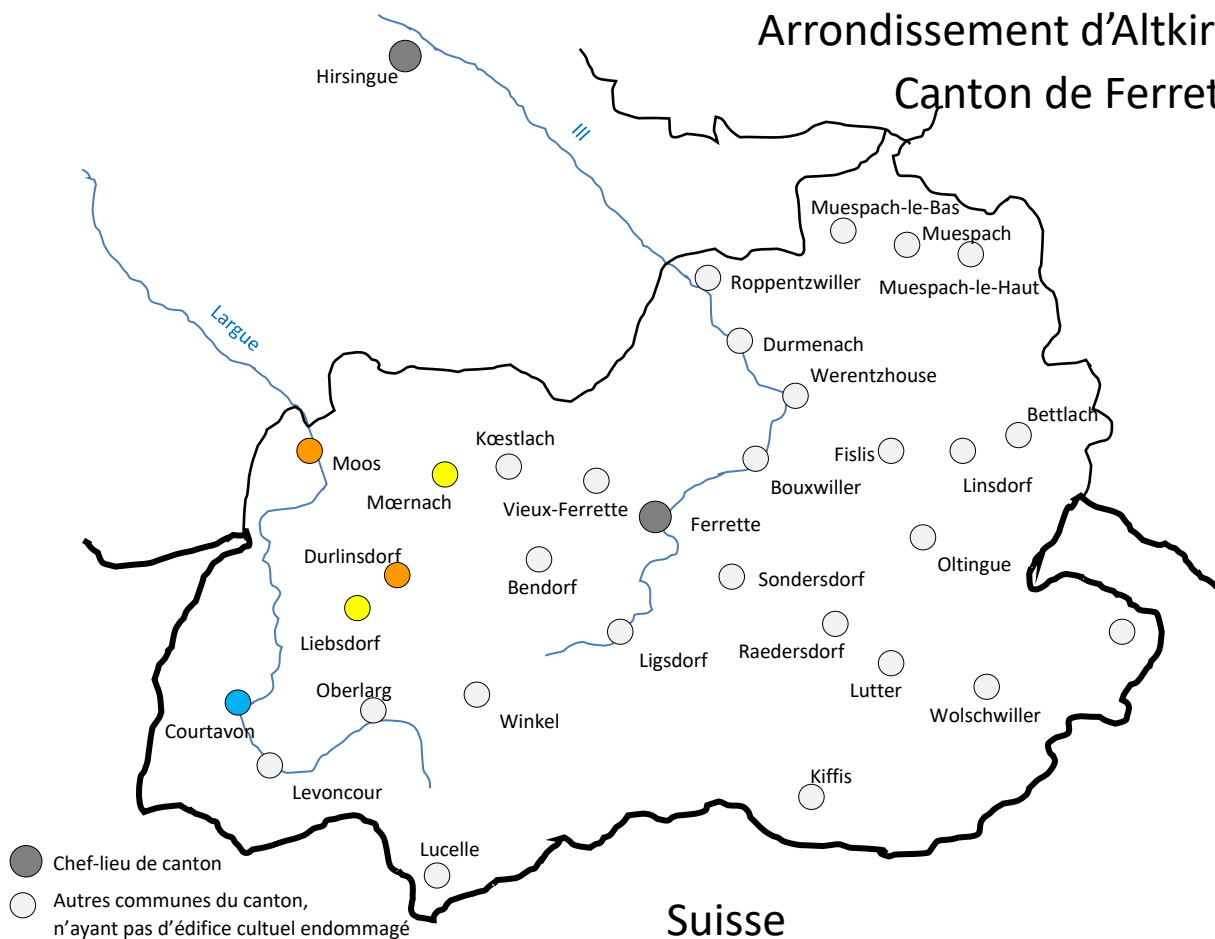 Arrondissement d'Altkir
Canton de Ferret
Hirsingue
Ill
Largue
Muespach-le-Bas
Muespach
Muespach-le-Haut
Roppentzwiller
Durmenach
Werentzhouse
Bettlach
Kœstlach
Moos
Fislis
Linsdorf
Mœrnach
Vieux-Ferrette
Bouxwiller
Ferrette
Durlinsdorf
Bendorf
Sondersdorf
Oltingue
Liebsdorf
Ligsdorf
Raedersdorf
Lutter
Oberlarg
Winkel
Wolschwiller
Courtavon
Levoncour
Kiffis
Lucelle
Chef-lieu de canton
Autres communes du canton,
n'ayant pas d'édifice cultuel endommagé
Suisse